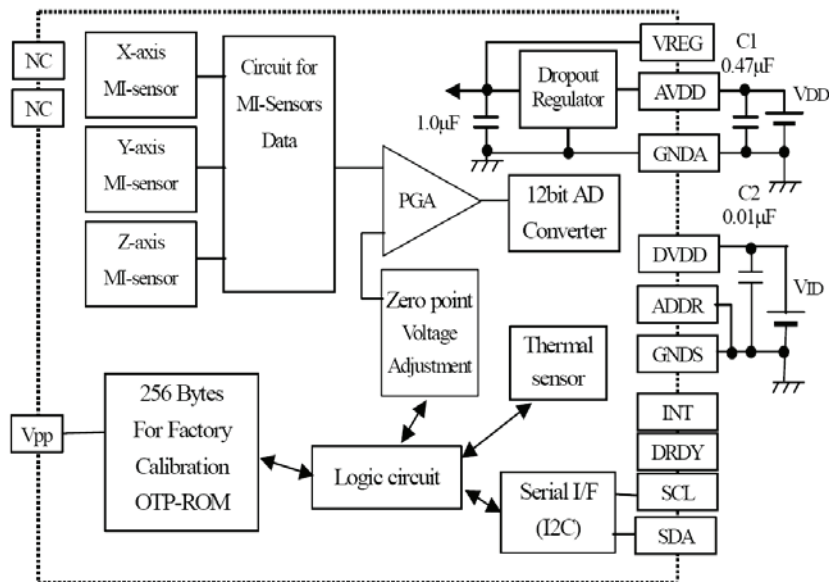 NC
NC
X-axis
MI-sensor
Y-axis
MI-sensor
Z-axis
MI-sensor
Circuit for
MI-Sensors
Data
PGA
12bit AD
Converter
Zero point
Voltage
Adjustment
Thermal
sensor
1.0μF
Dropout
Regulator
VREG
AVDD
GNDA
C1
0.47μF
VDD
C2
0.01μF
DVDD
ADDR
GNDS
VID
INT
DRDY
SCL
SDA
Vpp
256 Bytes
For Factory
Calibration
OTP-ROM
Logic circuit
Serial I/F
(I2C)